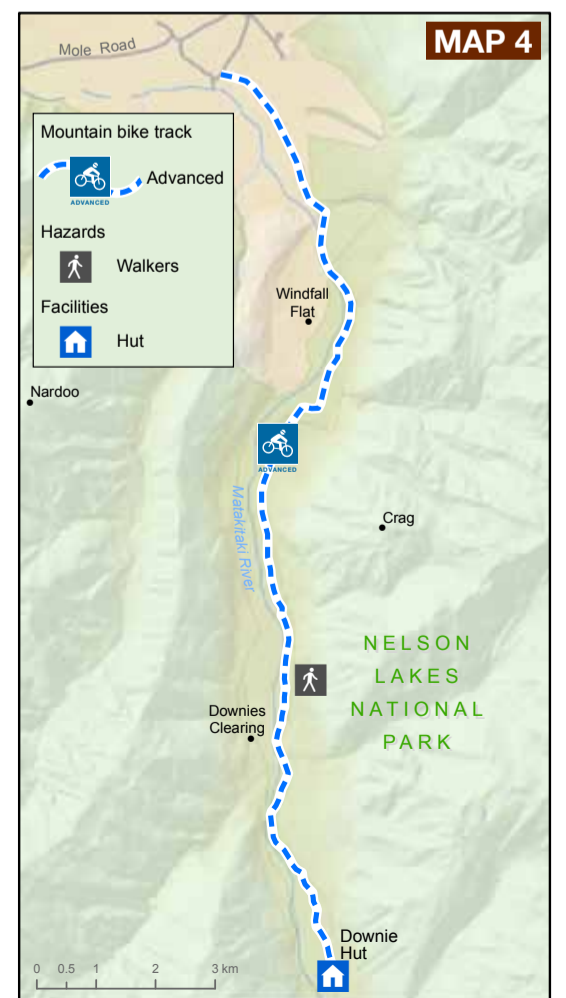 MAP 4
Mole Road
Mountain bike track
Advanced
ADVANCED
Hazards
Walkers
Facilities
Hut
Windfall
Flat
Nardoo
ADVANCED
Matakitaki River
Crag
NELSON
LAKES
NATIONAL
PARK
Downies
Clearing
Downie
Hut
0 0.5 1 2 3 km